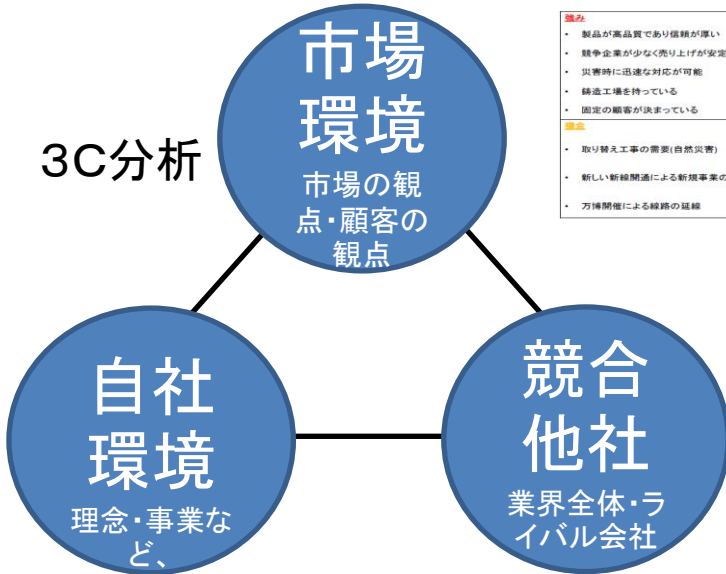 3C分析
市場
環境
市場の観
点・顧客の
観点
自社
環境
理念・事業な
ど、
競合
他社
業界全体・ラ
イバル会社
強み
・ 製品が高品質であり信頼が厚い
・ 競争企業が少なく売り上げが安定
・ 災害時に迅速な対応が可能
・ 鋳造工場を持っている
・ 固定の顧客が決まっている
機会
・ 取り替え工事の需要(自然災害)
・ 新しい新線開通による新規事業の
・ 万博開催による線路の延線